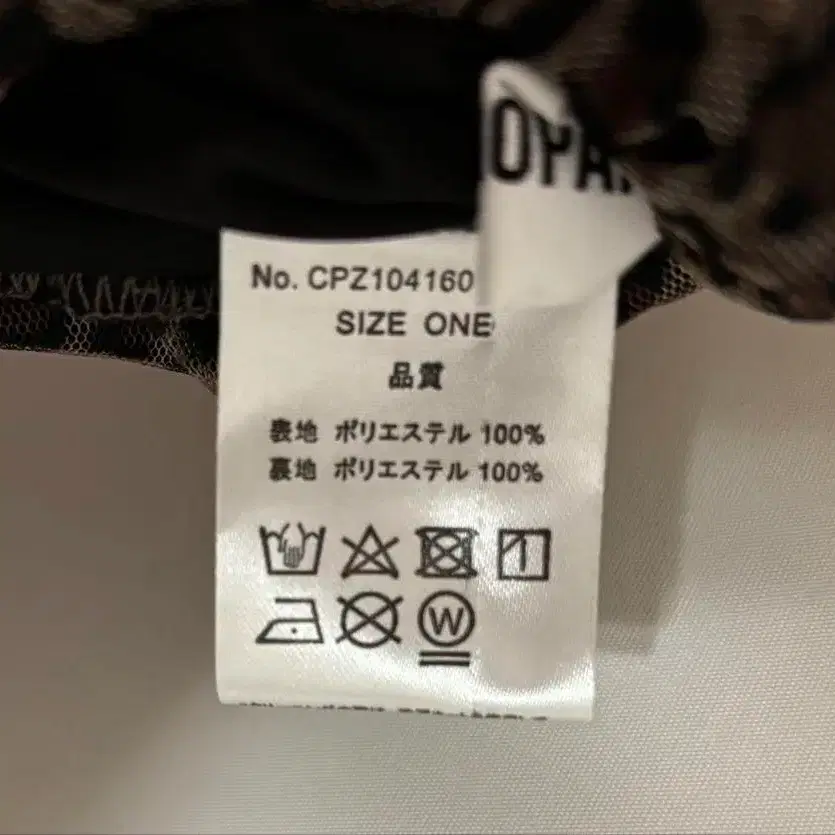 OPA
No. CPZ104160
SIZE ONE
品質
表地 ポリエステル 100%
裏地 ポリエステル 100%
W